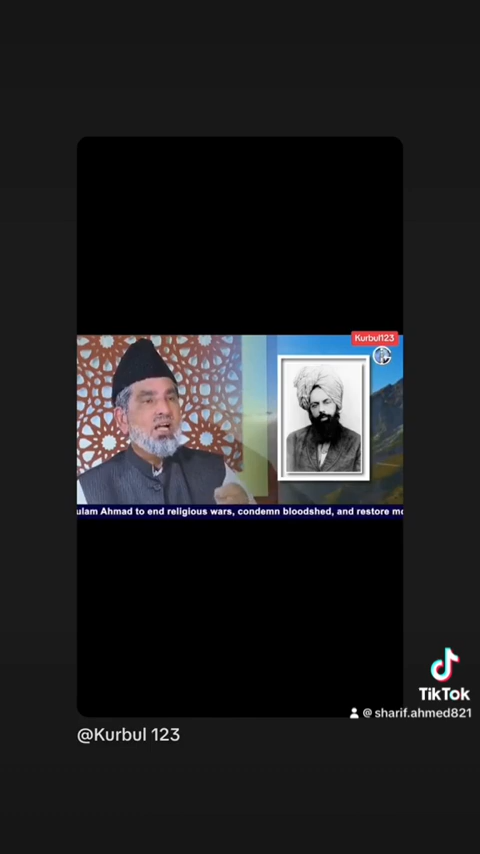 Kurbul123
ulam Ahmad to end religious wars, condemn bloodshed, and restore mo
TikTok
@ sharif.ahmed821
@Kurbul 123